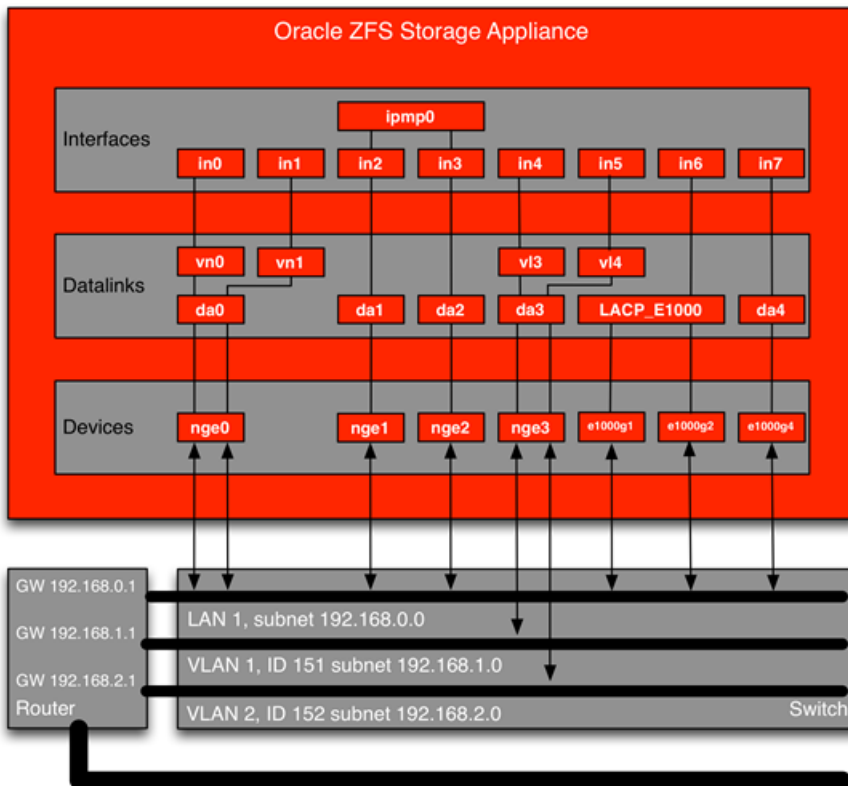 Oracle ZFS Storage Appliance
Interfaces
ipmp0
in0 in1 in2 in3 in4 in5 in6 in7
Datalinks
vn0 vn1 vl3 vl4
da0 da1 da2 da3 LACP_E1000 da4
Devices
nge0 nge1 nge2 nge3 e1000g1 e1000g2 e1000g4
GW 192.168.0.1
LAN 1, subnet 192.168.0.0
GW 192.168.1.1
VLAN 1, ID 151 subnet 192.168.1.0
GW 192.168.2.1
Router
VLAN 2, ID 152 subnet 192.168.2.0
Switch